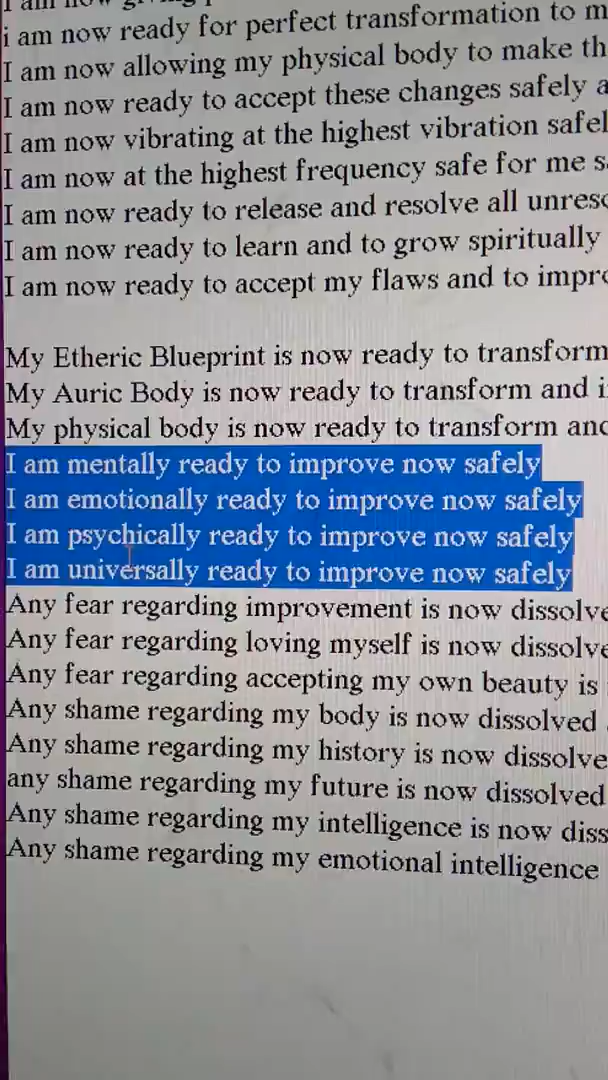 I am now
i am now ready for perfect transformation to
I am now allowing my physical body to make
I am now ready to accept these changes safely
I am now vibrating at the highest vibration
I am now at the highest frequency safe for me
I am now ready to release and resolve all
I am now ready to learn and to grow spiritually
I am now ready to accept my flaws and to
My Etheric Blueprint is now ready to transform
My Auric Body is now ready to transform and
My physical body is now ready to transform
I am mentally ready to improve now safely
I am emotionally ready to improve now safely
I am psychically ready to improve now safely
I am universally ready to improve now safely
Any fear regarding improvement is now
Any fear regarding loving myself is now
Any fear regarding accepting my own beauty is
Any shame regarding my body is now dissolved
Any shame regarding my history is now
any shame regarding my future is now dissolved
Any shame regarding my intelligence is now
Any shame regarding my emotional intelligence